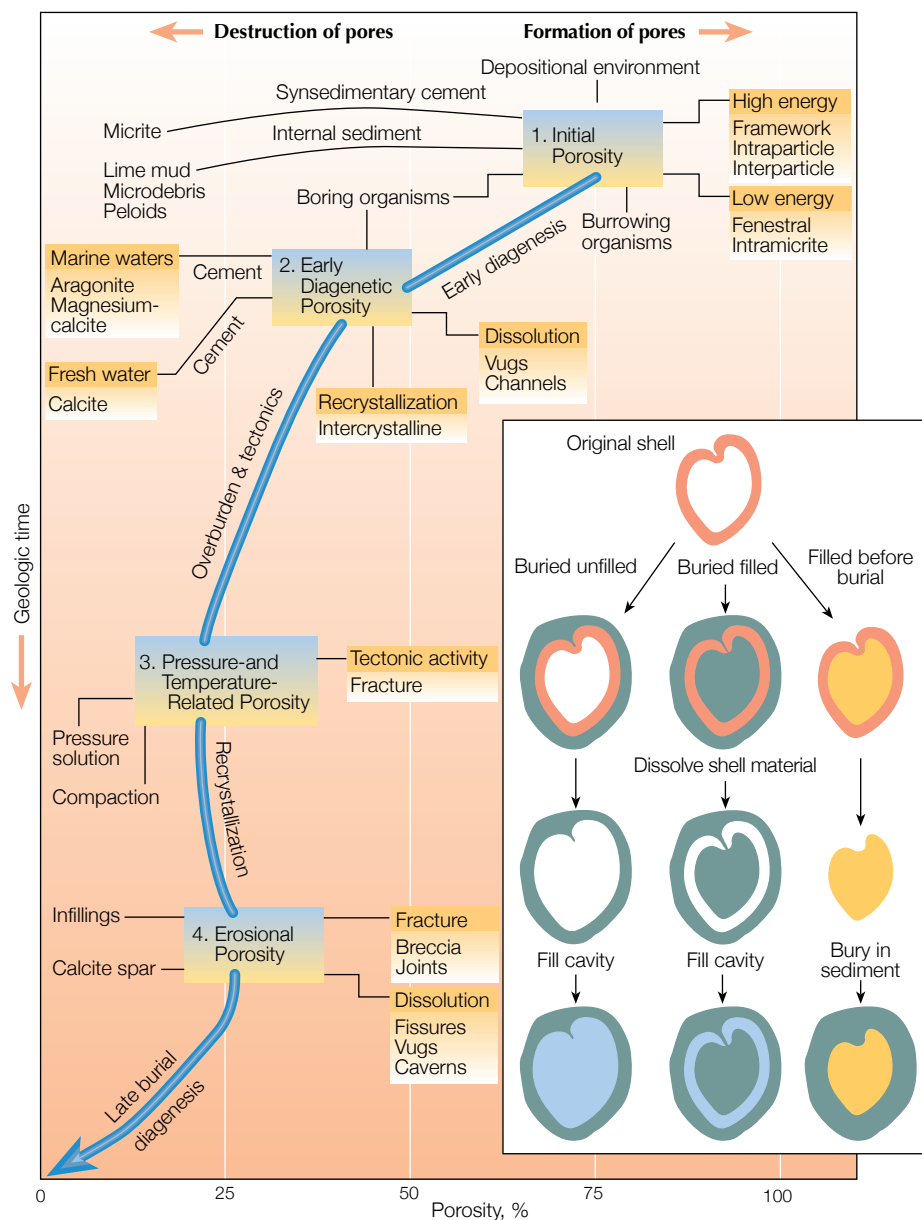 Destruction of pores
Formation of pores
Depositional environment
Synsedimentary cement
High energy
Framework
Intraparticle
Interparticle
Micrite
Internal sediment
1. Initial
Porosity
Lime mud
Microdebris
Peloids
Boring organisms
Low energy
Fenestral
Intramicrite
Burrowing
organisms
Early diagenesis
Marine waters
Aragonite
Magnesium-
calcite
Cement
2. Early
Diagenetic
Porosity
Cement
Fresh water
Calcite
Dissolution
Vugs
Channels
Recrystallization
Intercrystalline
Overburden & tectonics
Geologic time
3. Pressure-and
Temperature-
Related Porosity
Tectonic activity
Fracture
Pressure
solution
Compaction
Recrystallization
Infillings
4. Erosional
Porosity
Fracture
Breccia
Joints
Calcite spar
Dissolution
Fissures
Vugs
Caverns
Late burial
diagenesis
Original shell
Buried unfilled
Buried filled
Filled before
burial
Dissolve shell material
Fill cavity
Fill cavity
Bury in
sediment
0
25
50
75
100
Porosity, %